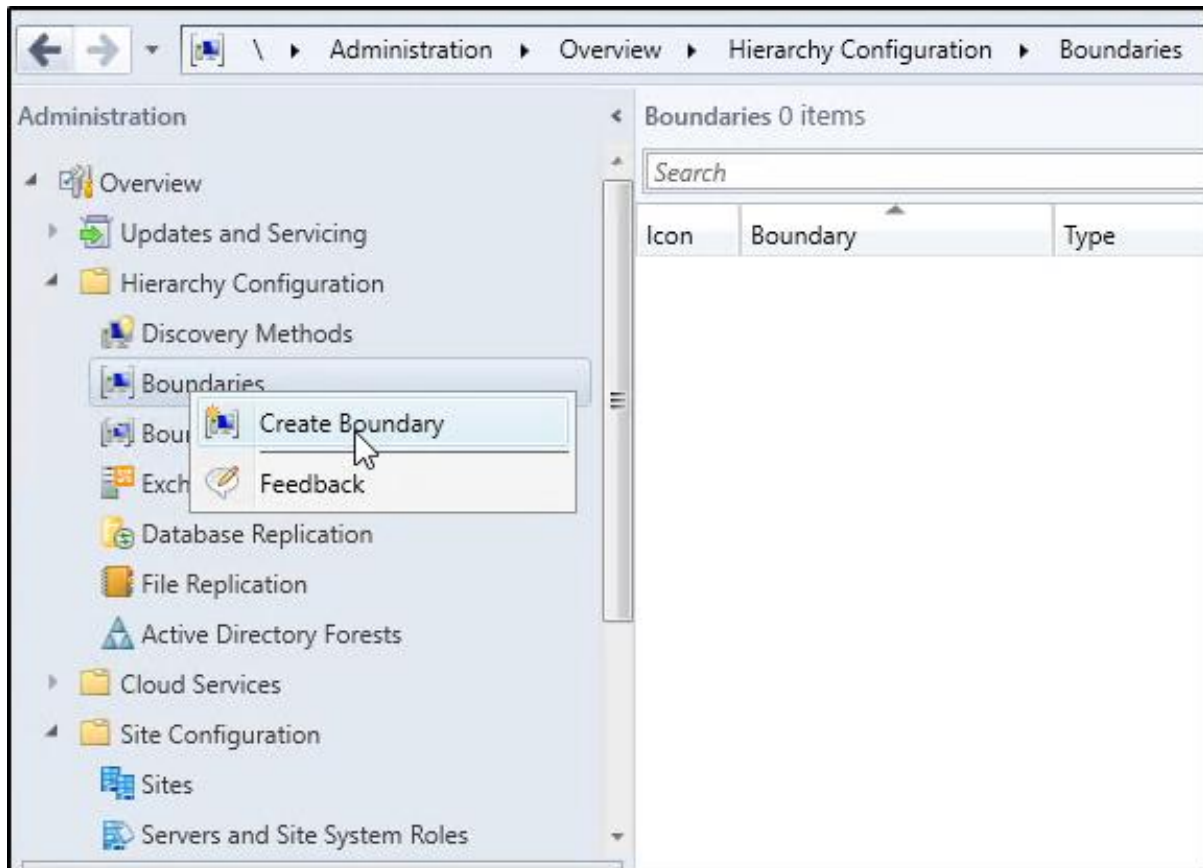 \ Administration Overview Hierarchy Configuration Boundaries
Administration
Overview
Updates and Servicing
Hierarchy Configuration
Discovery Methods
Boundaries
Create Boundary
Feedback
Database Replication
File Replication
Active Directory Forests
Cloud Services
Site Configuration
Sites
Servers and Site System Roles
Boundaries 0 items
Search
Icon Boundary Type